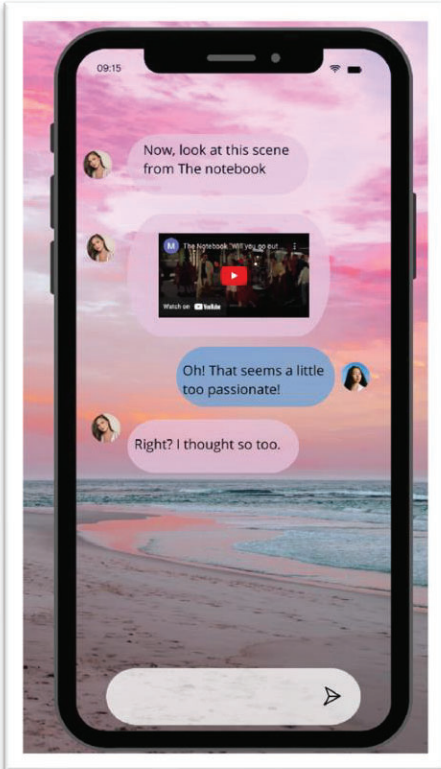 09:15
Now, look at this scene
from The notebook
M
The Notebook "Will you go out ...
Watch on YouTube
Oh! That seems a little
too passionate!
Right? I thought so too.